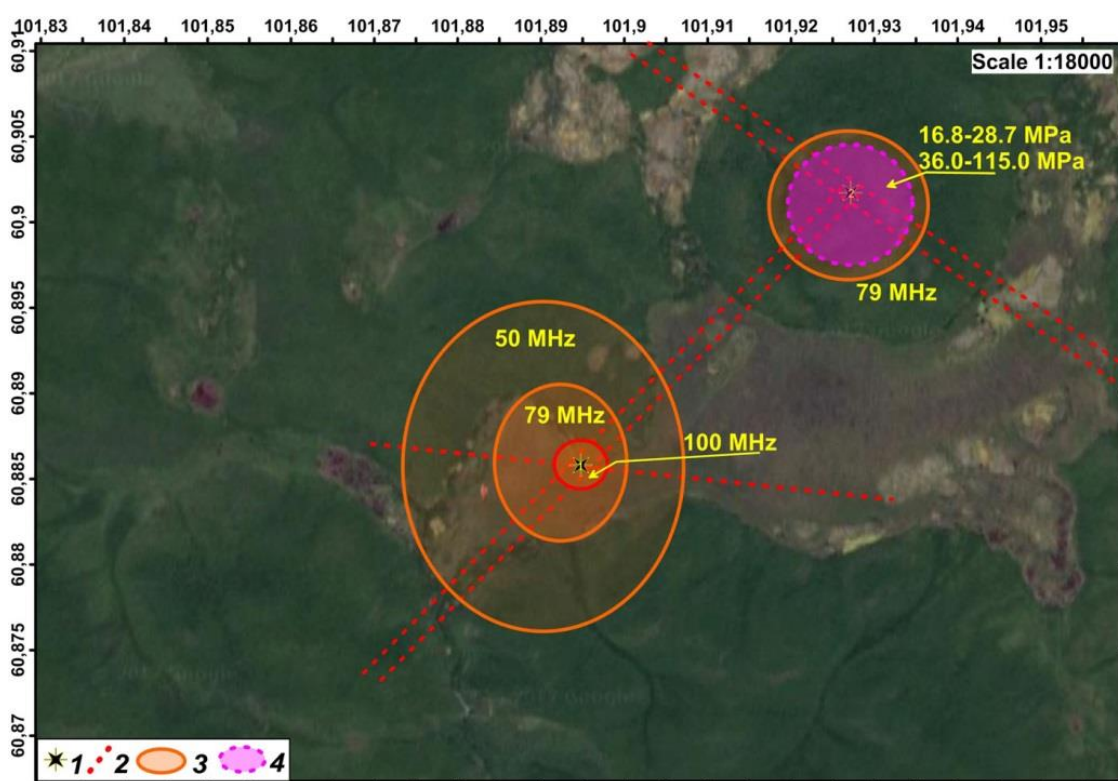 101,83 101,84 101,85 101,86 101,87 101,88 101,89 101,9 101,91 101,92 101,93 101,94 101,95
60,91
Scale 1:18000
60,905
16.8-28.7 MPa
36.0-115.0 MPa
2
60,9
60,895
79 MHz
50 MHz
60,89
79 MHz
100 MHz
60,885
60,88
60,875
60,87
1 2 3 4